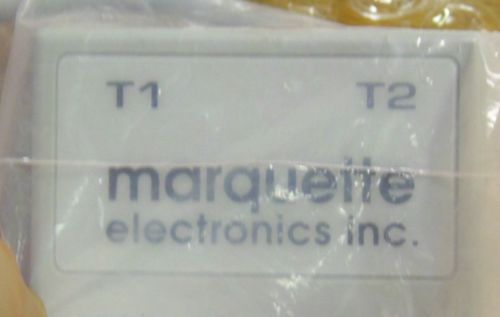 T1 T2
marquette
electronics inc.